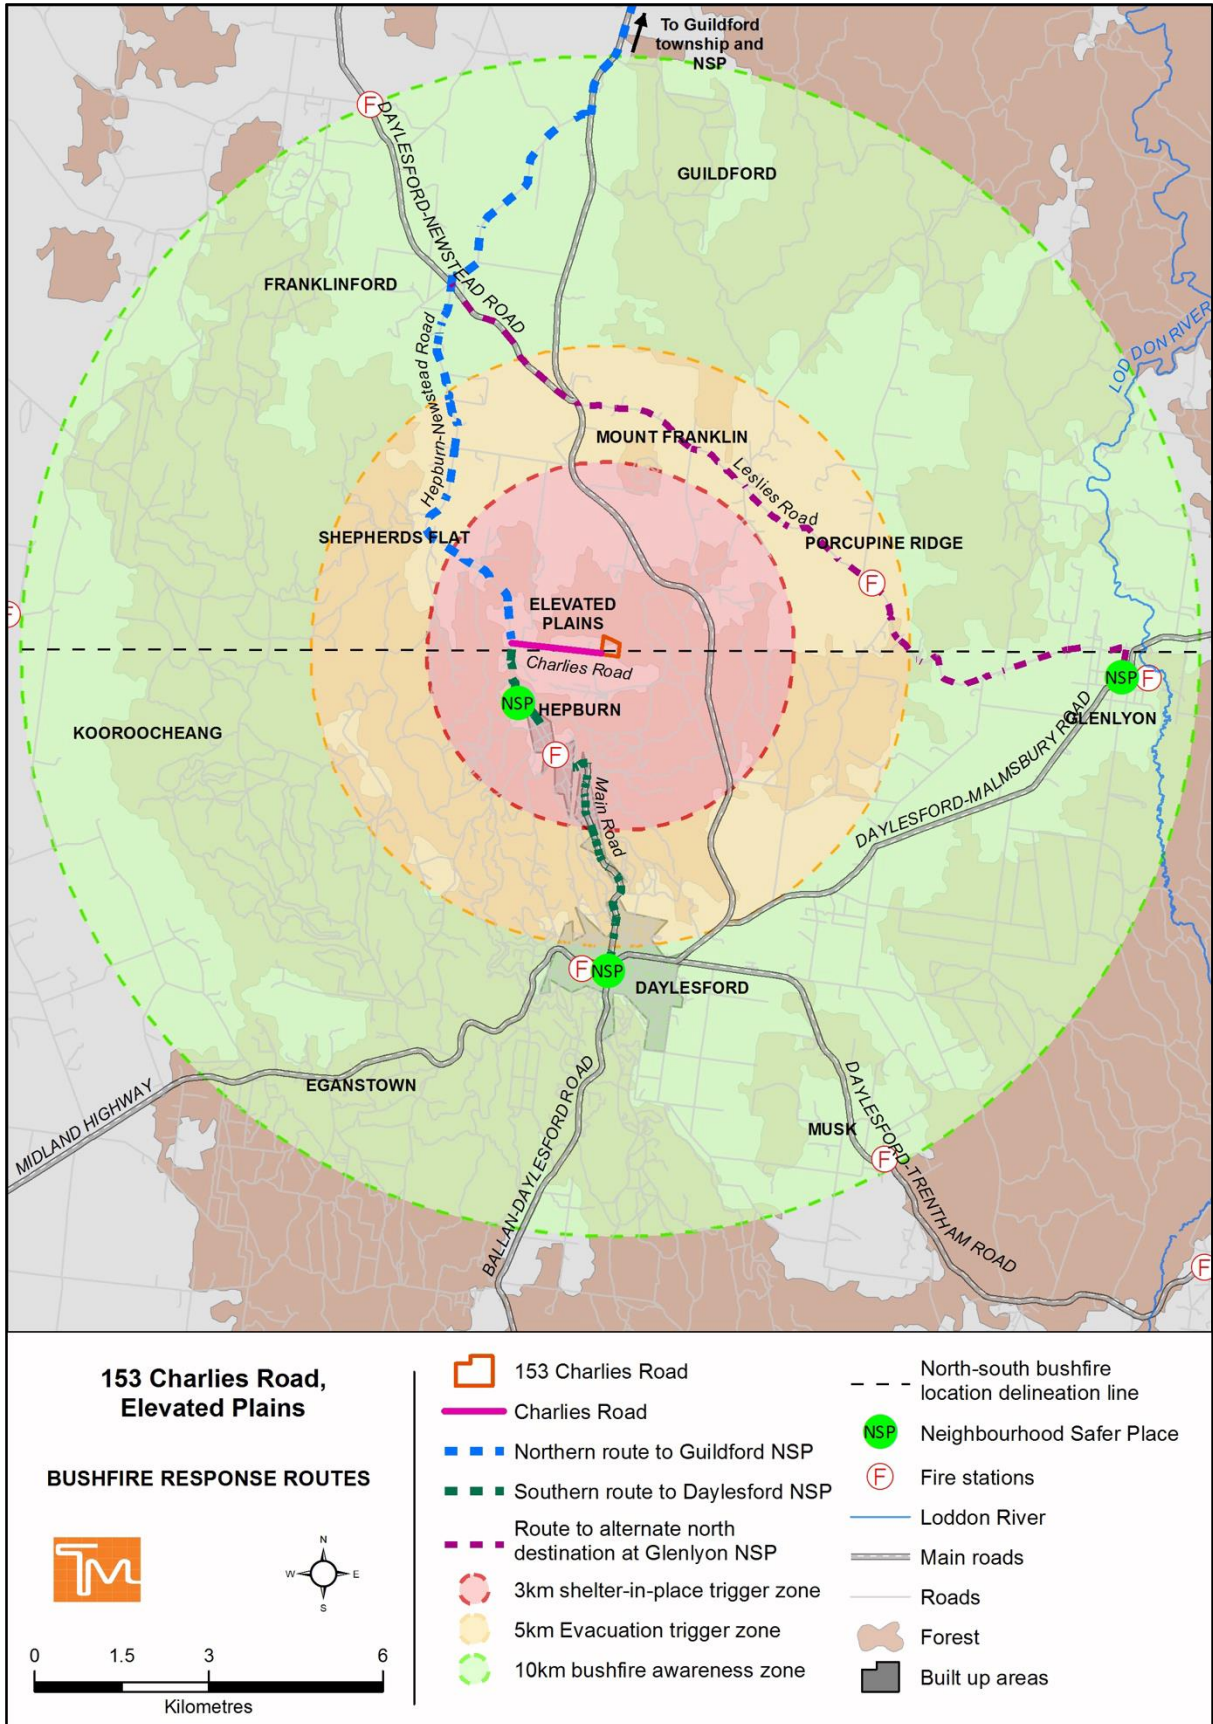 To Guildford
township and
NSP
F
DAYLESFORD-NEWSTEAD ROAD
GUILDFORD
FRANKLINFORD
LODDON RIVER
Hepburn-Newstead Road
MOUNT FRANKLIN
Leslies Road
SHEPHERDS FLAT
PORCUPINE RIDGE
F
F
ELEVATED
PLAINS
Charlies Road
NSP
F
NSP
HEPBURN
GLENLYON
KOOROOCHEANG
F
Main Road
DAYLESFORD-MALMSBURY ROAD
F
NSP
DAYLESFORD
EGANSTOWN
MIDLAND HIGHWAY
BALLAN-DAYLESFORD ROAD
MUSK
DAYLESFORD-TRENTHAM ROAD
F
F
153 Charlies Road,
Elevated Plains
BUSHFIRE RESPONSE ROUTES
TM
N
W
E
S
0 1.5 3 6
Kilometres
153 Charlies Road
Charlies Road
Northern route to Guildford NSP
Southern route to Daylesford NSP
Route to alternate north
destination at Glenlyon NSP
3km shelter-in-place trigger zone
5km Evacuation trigger zone
10km bushfire awareness zone
North-south bushfire
location delineation line
NSP
Neighbourhood Safer Place
F
Fire stations
Loddon River
Main roads
Roads
Forest
Built up areas